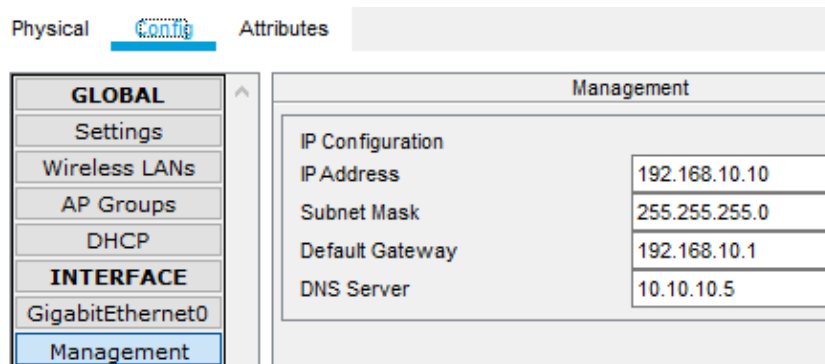 Physical Config Attributes
GLOBAL
Settings
Wireless LANs
AP Groups
DHCP
INTERFACE
GigabitEthernet0
Management
Management
IP Configuration
IP Address 192.168.10.10
Subnet Mask 255.255.255.0
Default Gateway 192.168.10.1
DNS Server 10.10.10.5